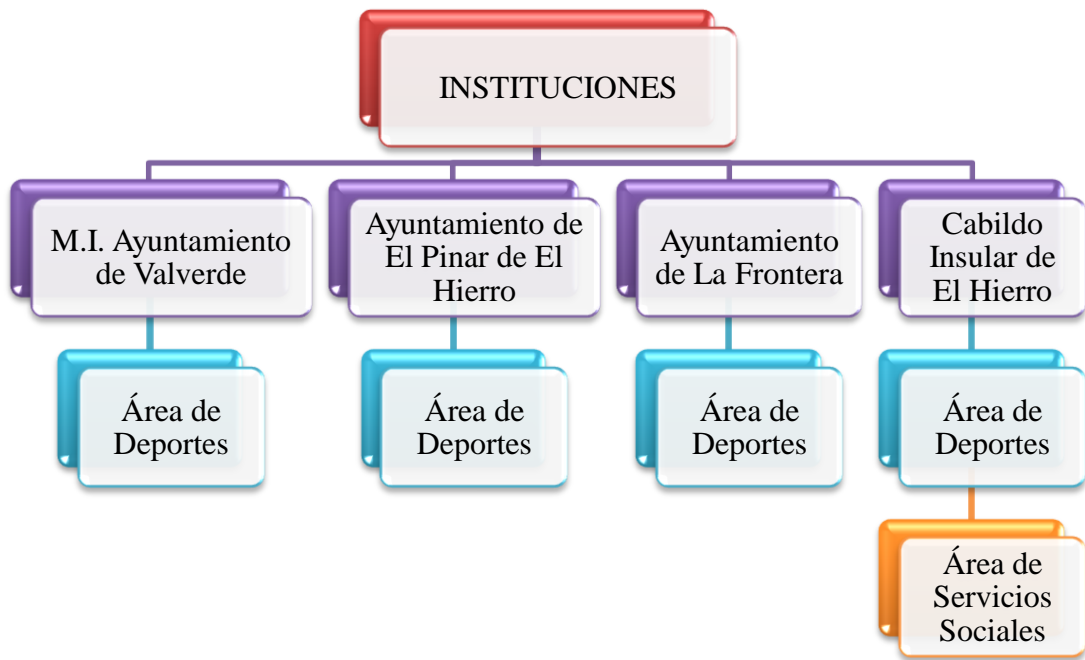 INSTITUCIONES
M.I. Ayuntamiento
de Valverde
Ayuntamiento de
El Pinar de El
Hierro
Ayuntamiento
de La Frontera
Cabildo
Insular de
El Hierro
Área de
Deportes
Área de
Deportes
Área de
Deportes
Área de
Deportes
Área de
Servicios
Sociales